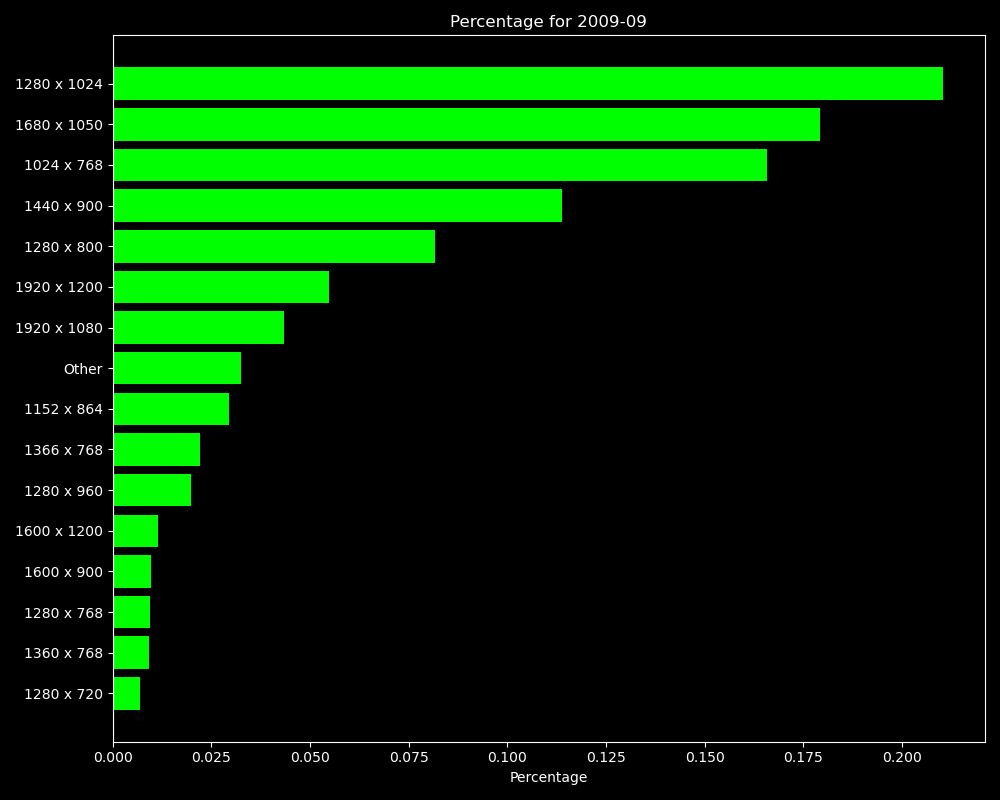 Percentage for 2009-09
1280 x 1024
1680 x 1050
1024 x 768
1440 x 900
1280 x 800
1920 x 1200
1920 x 1080
Other
1152 x 864
1366 x 768
1280 x 960
1600 x 1200
1600 x 900
1280 x 768
1360 x 768
1280 x 720
0.000 0.025 0.050 0.075 0.100 0.125 0.150 0.175 0.200
Percentage